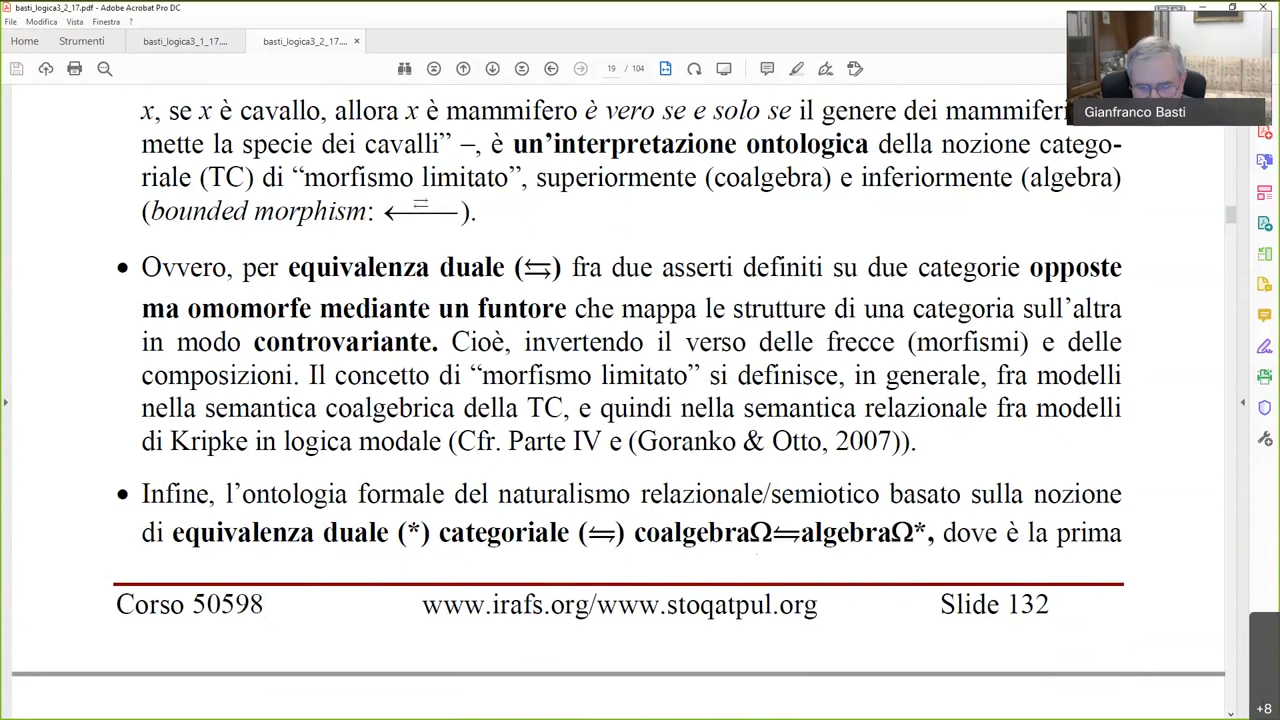 basti_logica3_2_17.pdf - Adobe Acrobat Pro DC
File Modifica Vista Finestra ?
Home Strumenti basti_logica3_1_17.... basti_logica3_2_17.... ×
19 / 104
Gianfranco Basti
x, se x è cavallo, allora x è mammifero è vero se e solo se il genere dei mammiferi
mette la specie dei cavalli” –, è un’interpretazione ontologica della nozione catego-
riale (TC) di “morfismo limitato”, superiormente (coalgebra) e inferiormente (algebra)
(bounded morphism: ⟵⇄).
• Ovvero, per equivalenza duale (⇆) fra due asserti definiti su due categorie opposte
ma omomorfe mediante un funtore che mappa le strutture di una categoria sull’altra
in modo controvariante. Cioè, invertendo il verso delle frecce (morfismi) e delle
composizioni. Il concetto di “morfismo limitato” si definisce, in generale, fra modelli
nella semantica coalgebrica della TC, e quindi nella semantica relazionale fra modelli
di Kripke in logica modale (Cfr. Parte IV e (Goranko & Otto, 2007)).
• Infine, l’ontologia formale del naturalismo relazionale/semiotico basato sulla nozione
di equivalenza duale (*) categoriale (⇋) coalgebraΩ⇋algebraΩ*, dove è la prima
Corso 50598 www.irafs.org/www.stoqatpul.org Slide 132
+8